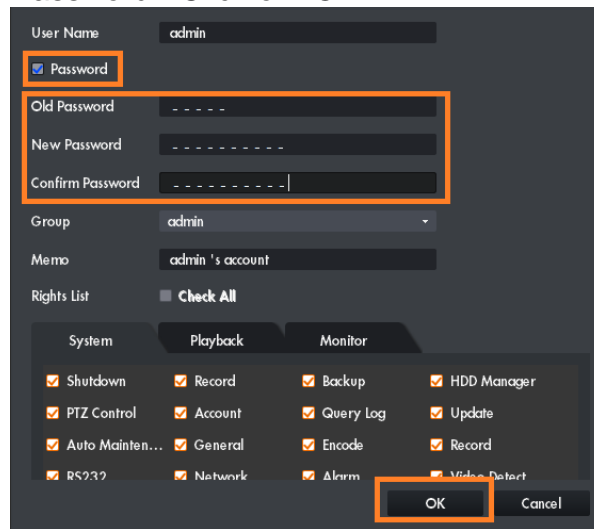 User Name admin
Password
Old Password - - - - -
New Password - - - - - - - - - -
Confirm Password - - - - - - - - - -
Group admin
Memo admin 's account
Rights List Check All
System Playback Monitor
Shutdown Record Backup HDD Manager
PTZ Control Account Query Log Update
Auto Mainten... General Encode Record
RS232 Network Alarm Video Detect
OK Cancel